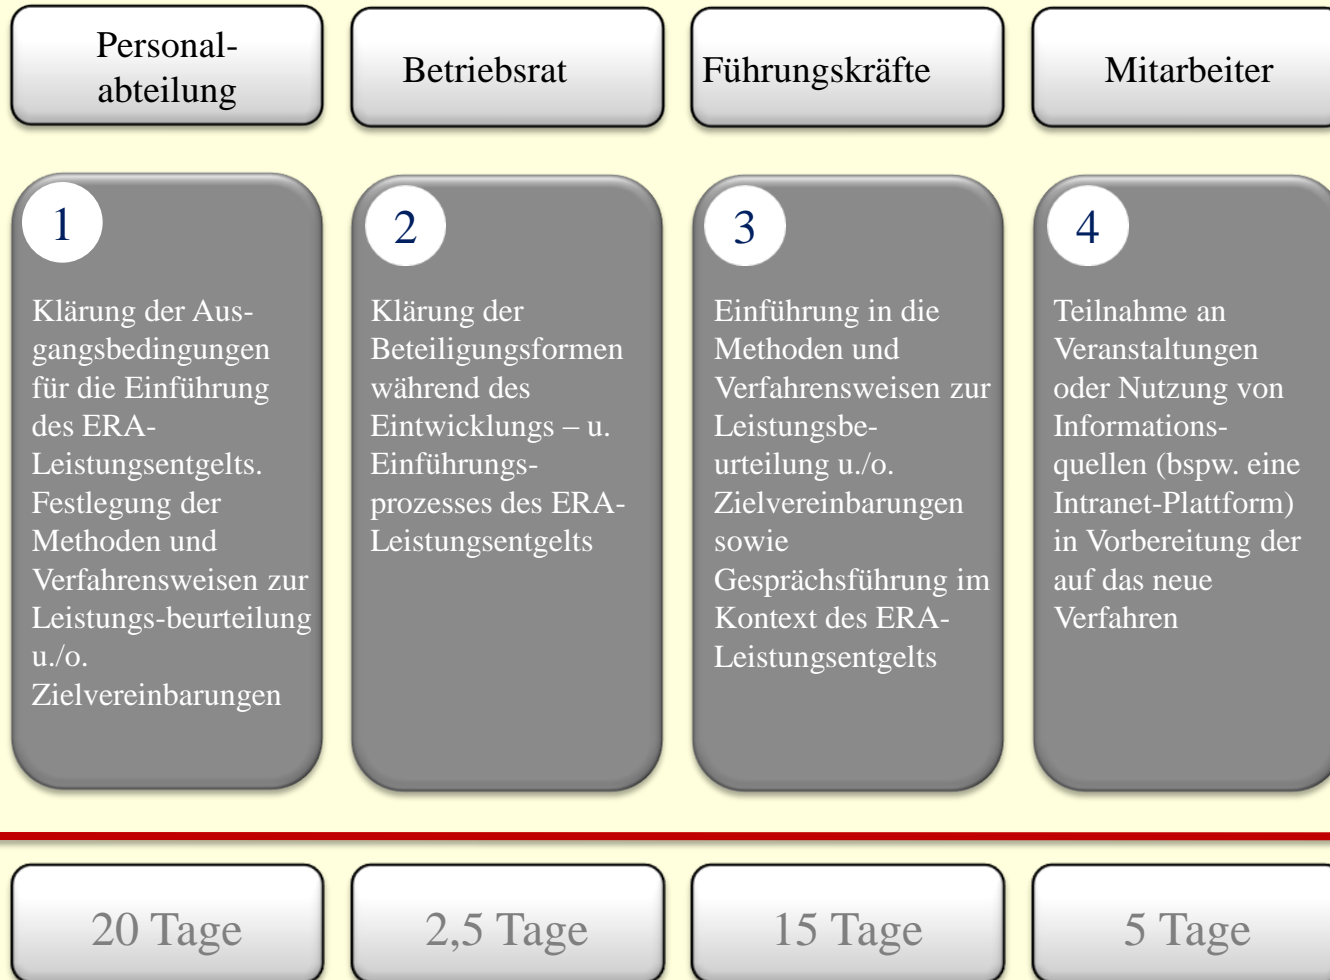 Personal-
abteilung
Betriebsrat
Führungskräfte
Mitarbeiter
1
Klärung der Aus-
gangsbedingungen
für die Einführung
des ERA-
Leistungsentgelts.
Festlegung der
Methoden und
Verfahrensweisen zur
Leistungs-beurteilung
u./o.
Zielvereinbarungen
2
Klärung der
Beteiligungsformen
während des
Eintwicklungs – u.
Einführungs-
prozesses des ERA-
Leistungsentgelts
3
Einführung in die
Methoden und
Verfahrensweisen zur
Leistungsbe-
urteilung u./o.
Zielvereinbarungen
sowie
Gesprächsführung im
Kontext des ERA-
Leistungsentgelts
4
Teilnahme an
Veranstaltungen
oder Nutzung von
Informations-
quellen (bspw. eine
Intranet-Plattform)
in Vorbereitung der
auf das neue
Verfahren
20 Tage
2,5 Tage
15 Tage
5 Tage